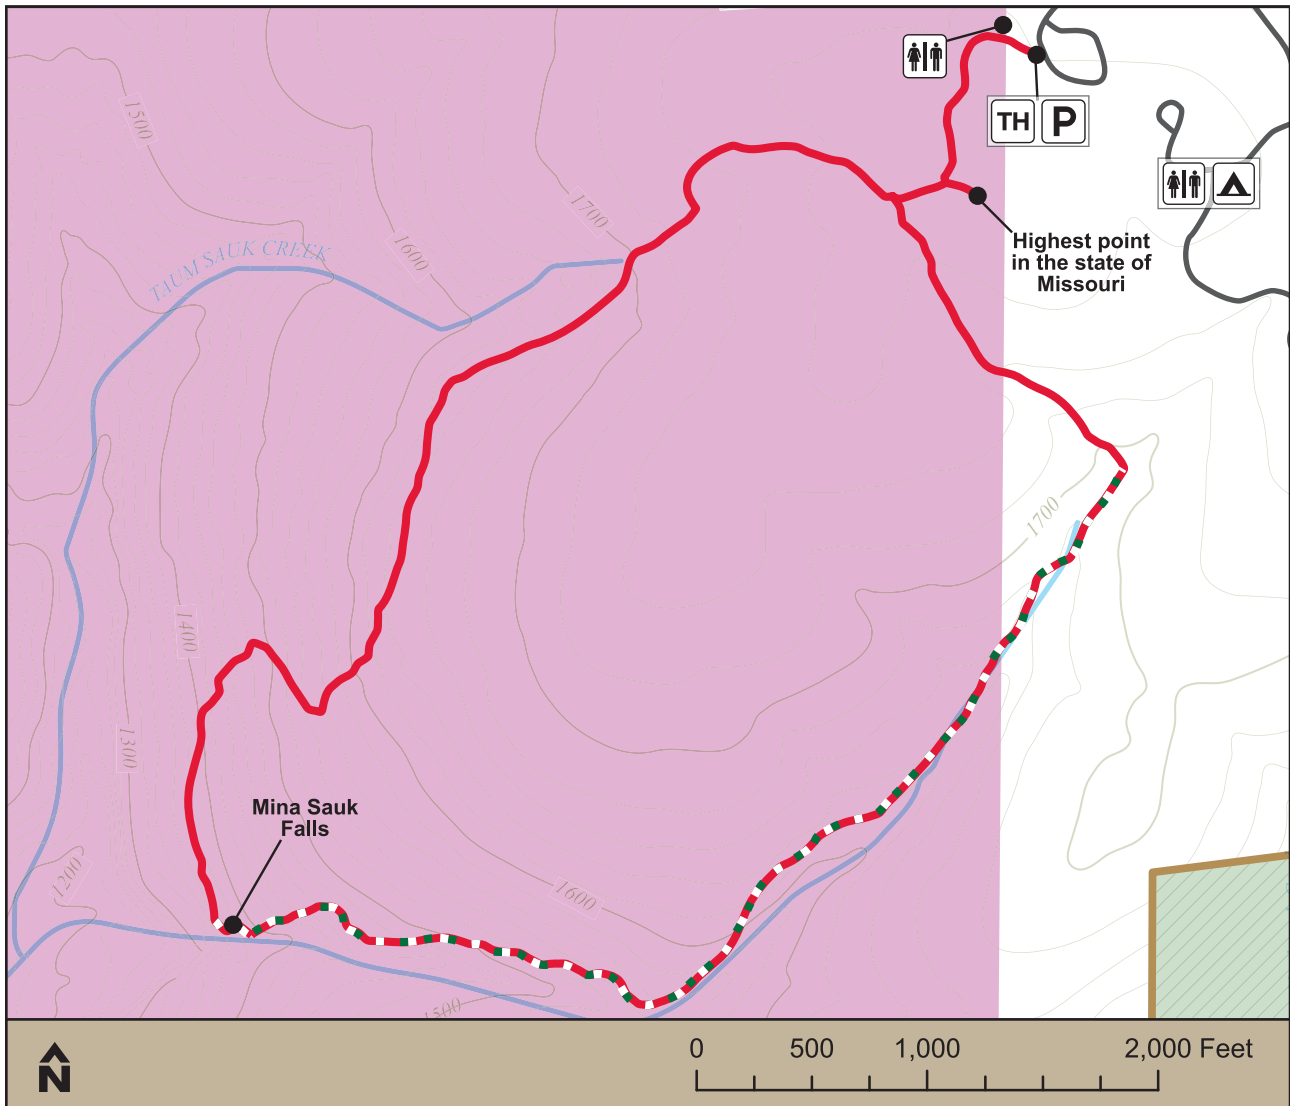 TH P
1500
1700
1600
TAUM SAUK CREEK
Highest point
in the state of
Missouri
1700
1400
1300
Mina Sauk
Falls
1200
1600
1500
N
0 500 1,000 2,000 Feet